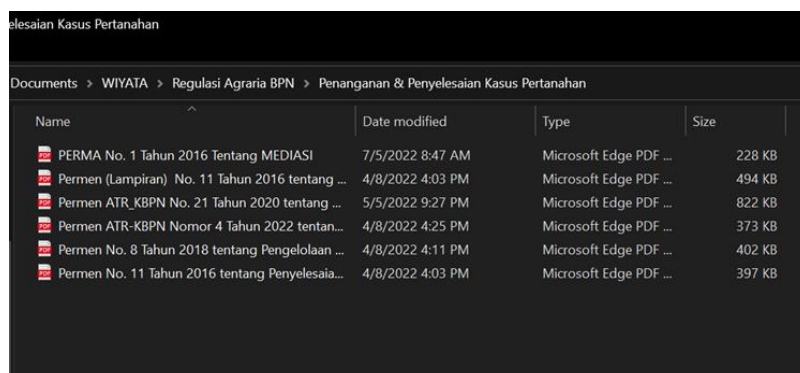 elesaian Kasus Pertanahan
Documents > WIYATA > Regulasi Agraria BPN > Penanganan & Penyelesaian Kasus Pertanahan
Name Date modified Type Size
PERMA No. 1 Tahun 2016 Tentang MEDIASI 7/5/2022 8:47 AM Microsoft Edge PDF ... 228 KB
Permen (Lampiran) No. 11 Tahun 2016 tentang ... 4/8/2022 4:03 PM Microsoft Edge PDF ... 494 KB
Permen ATR_KBPN No. 21 Tahun 2020 tentang ... 5/5/2022 9:27 PM Microsoft Edge PDF ... 822 KB
Permen ATR-KBPN Nomor 4 Tahun 2022 tentan... 4/8/2022 4:25 PM Microsoft Edge PDF ... 373 KB
Permen No. 8 Tahun 2018 tentang Pengelolaan ... 4/8/2022 4:11 PM Microsoft Edge PDF ... 402 KB
Permen No. 11 Tahun 2016 tentang Penyelesaia... 4/8/2022 4:03 PM Microsoft Edge PDF ... 397 KB